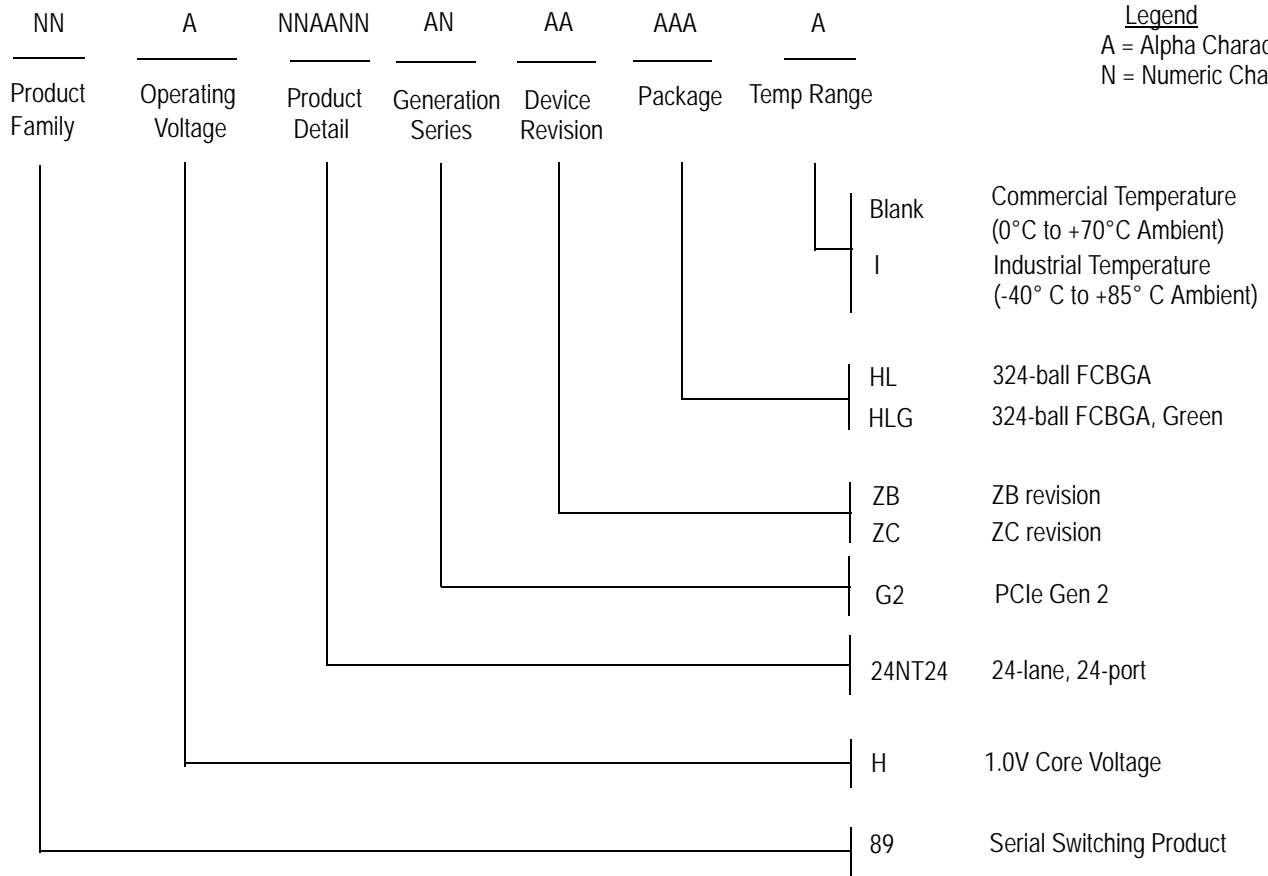 NN A NNAANN AN AA AAA A
Legend
A = Alpha
N = Numeric
Product Family
Operating Voltage
Product Detail
Generation Series
Device Revision
Package
Temp Range
Blank Commercial Temperature
(0°C to +70°C Ambient)
I Industrial Temperature
(-40° C to +85° C Ambient)
HL 324-ball FCBGA
HLG 324-ball FCBGA, Green
ZB ZB revision
ZC ZC revision
G2 PCIe Gen 2
24NT24 24-lane, 24-port
H 1.0V Core Voltage
89 Serial Switching Product